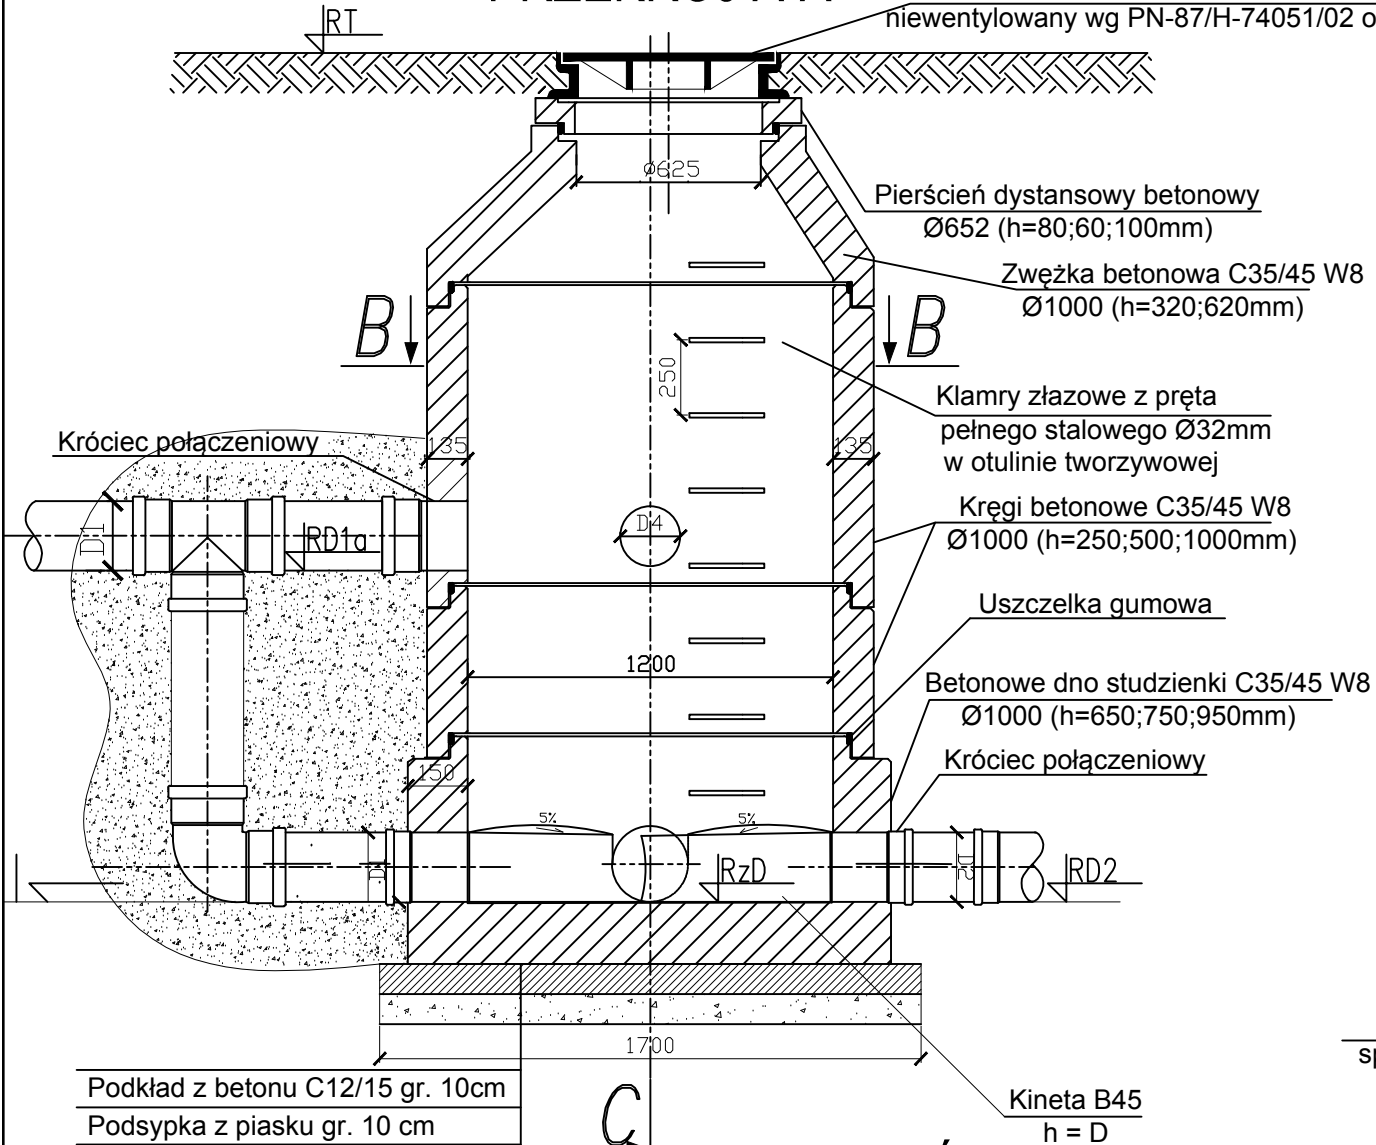 niewentylowany wg PN-87/H-74051/02 o
RT
ø625
Pierścień dystansowy betonowy
Ø652 (h=80;60;100mm)
Zwężka betonowa C35/45 W8
Ø1000 (h=320;620mm)
B
B
250
Klamry złazowe z pręta
pełnego stalowego Ø32mm
w otulinie tworzywowej
Króciec połączeniowy
135
135
Kręgi betonowe C35/45 W8
Ø1000 (h=250;500;1000mm)
D1
RD1a
D4
Uszczelka gumowa
1200
Betonowe dno studzienki C35/45 W8
Ø1000 (h=650;750;950mm)
Króciec połączeniowy
150
5%
5%
D1
RzD
D2
RD2
1700
Podkład z betonu C12/15 gr. 10cm
Podsypka z piasku gr. 10 cm
C
Kineta B45
h = D